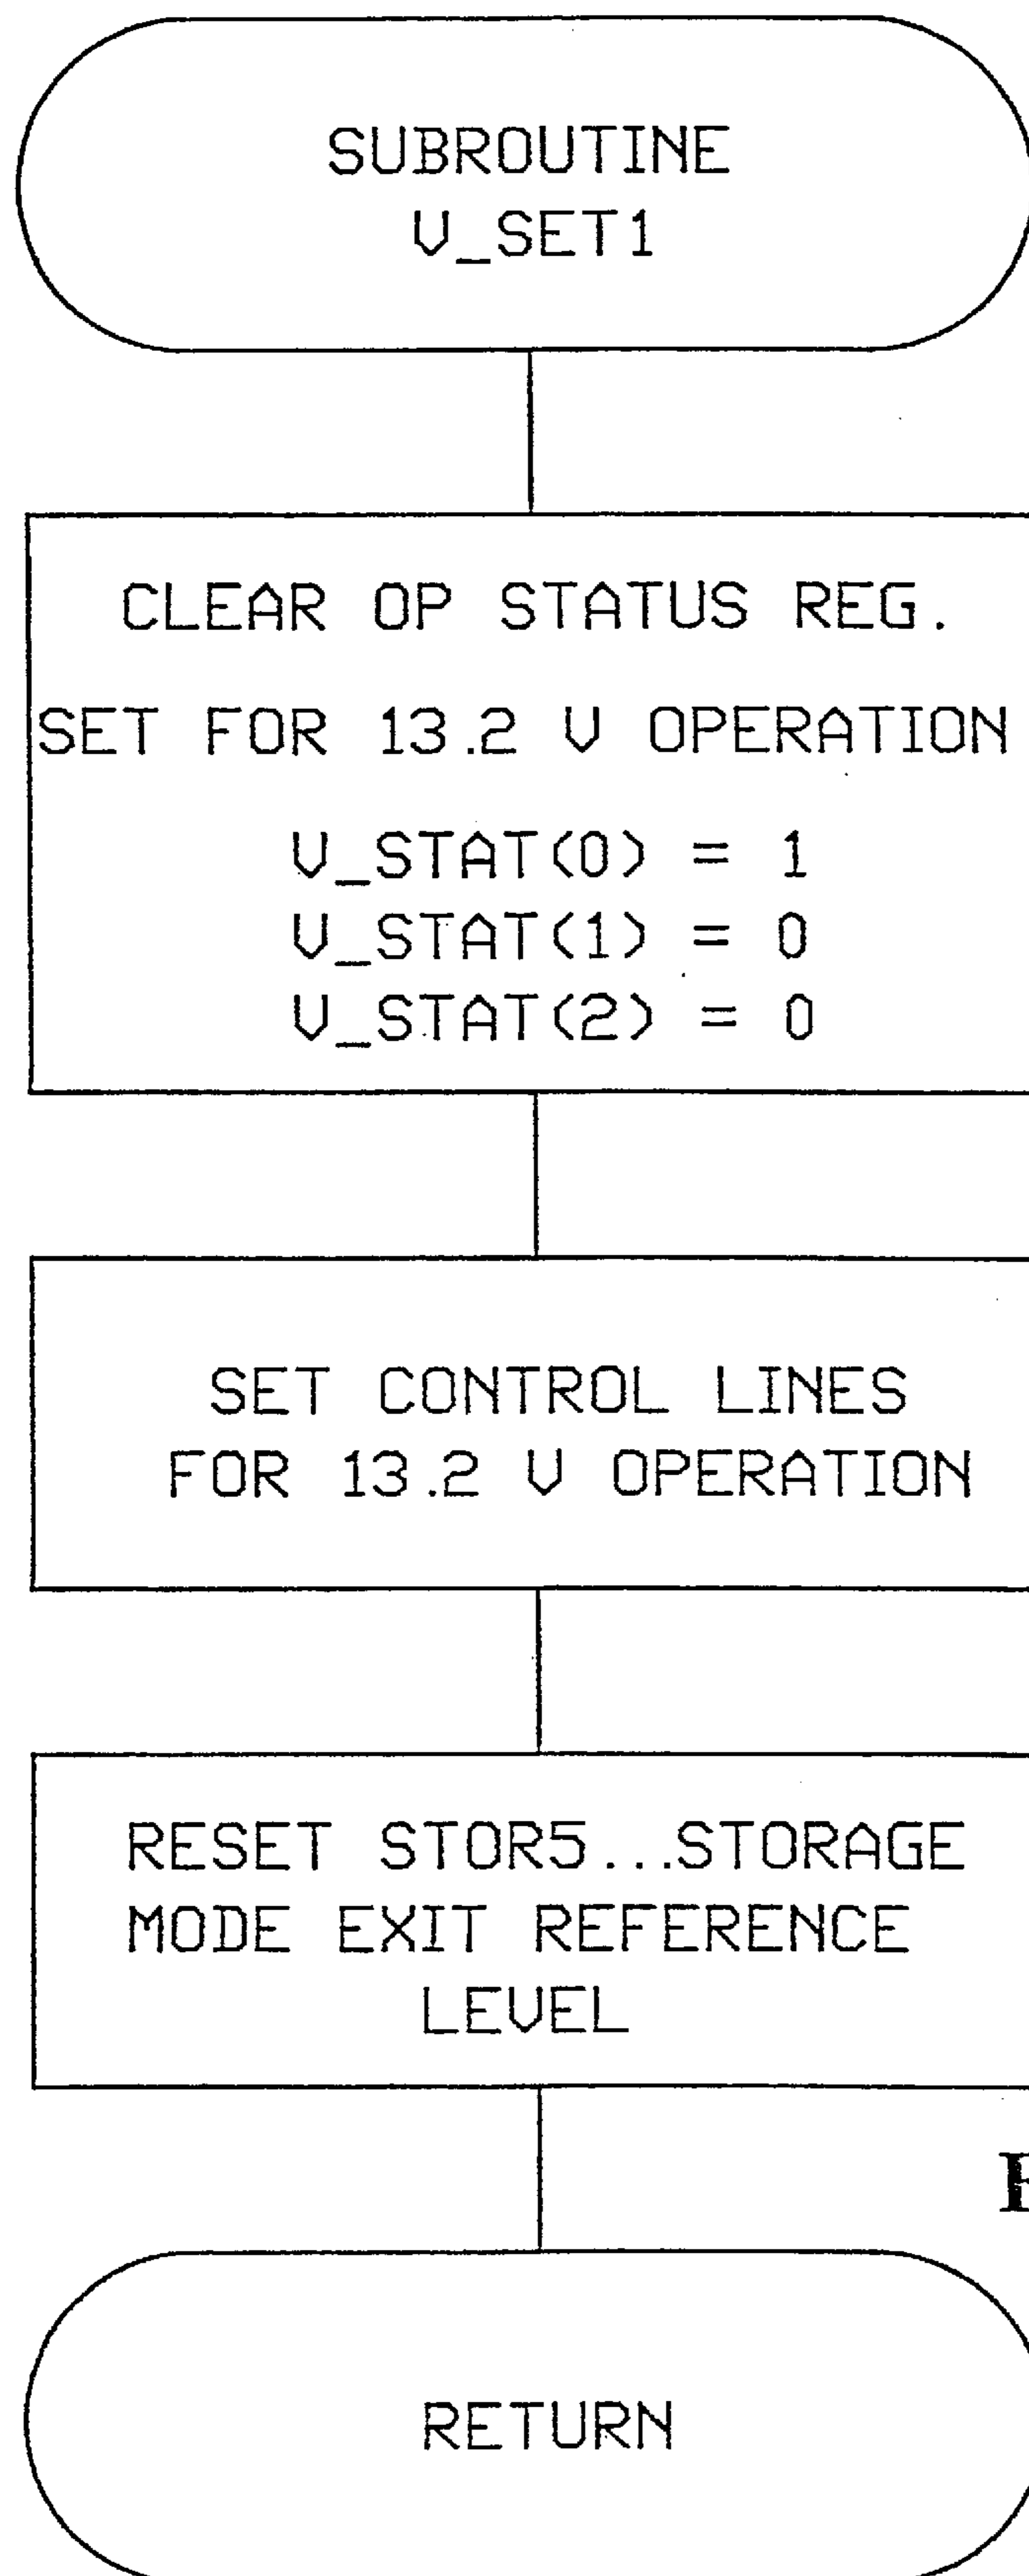 SUBROUTINE
V_SET1
CLEAR OP STATUS REG.
SET FOR 13.2 V OPERATION
V_STAT(0) = 1
V_STAT(1) = 0
V_STAT(2) = 0
SET CONTROL LINES
FOR 13.2 V OPERATION
RESET STOR5...STORAGE
MODE EXIT REFERENCE
LEVEL
RETURN